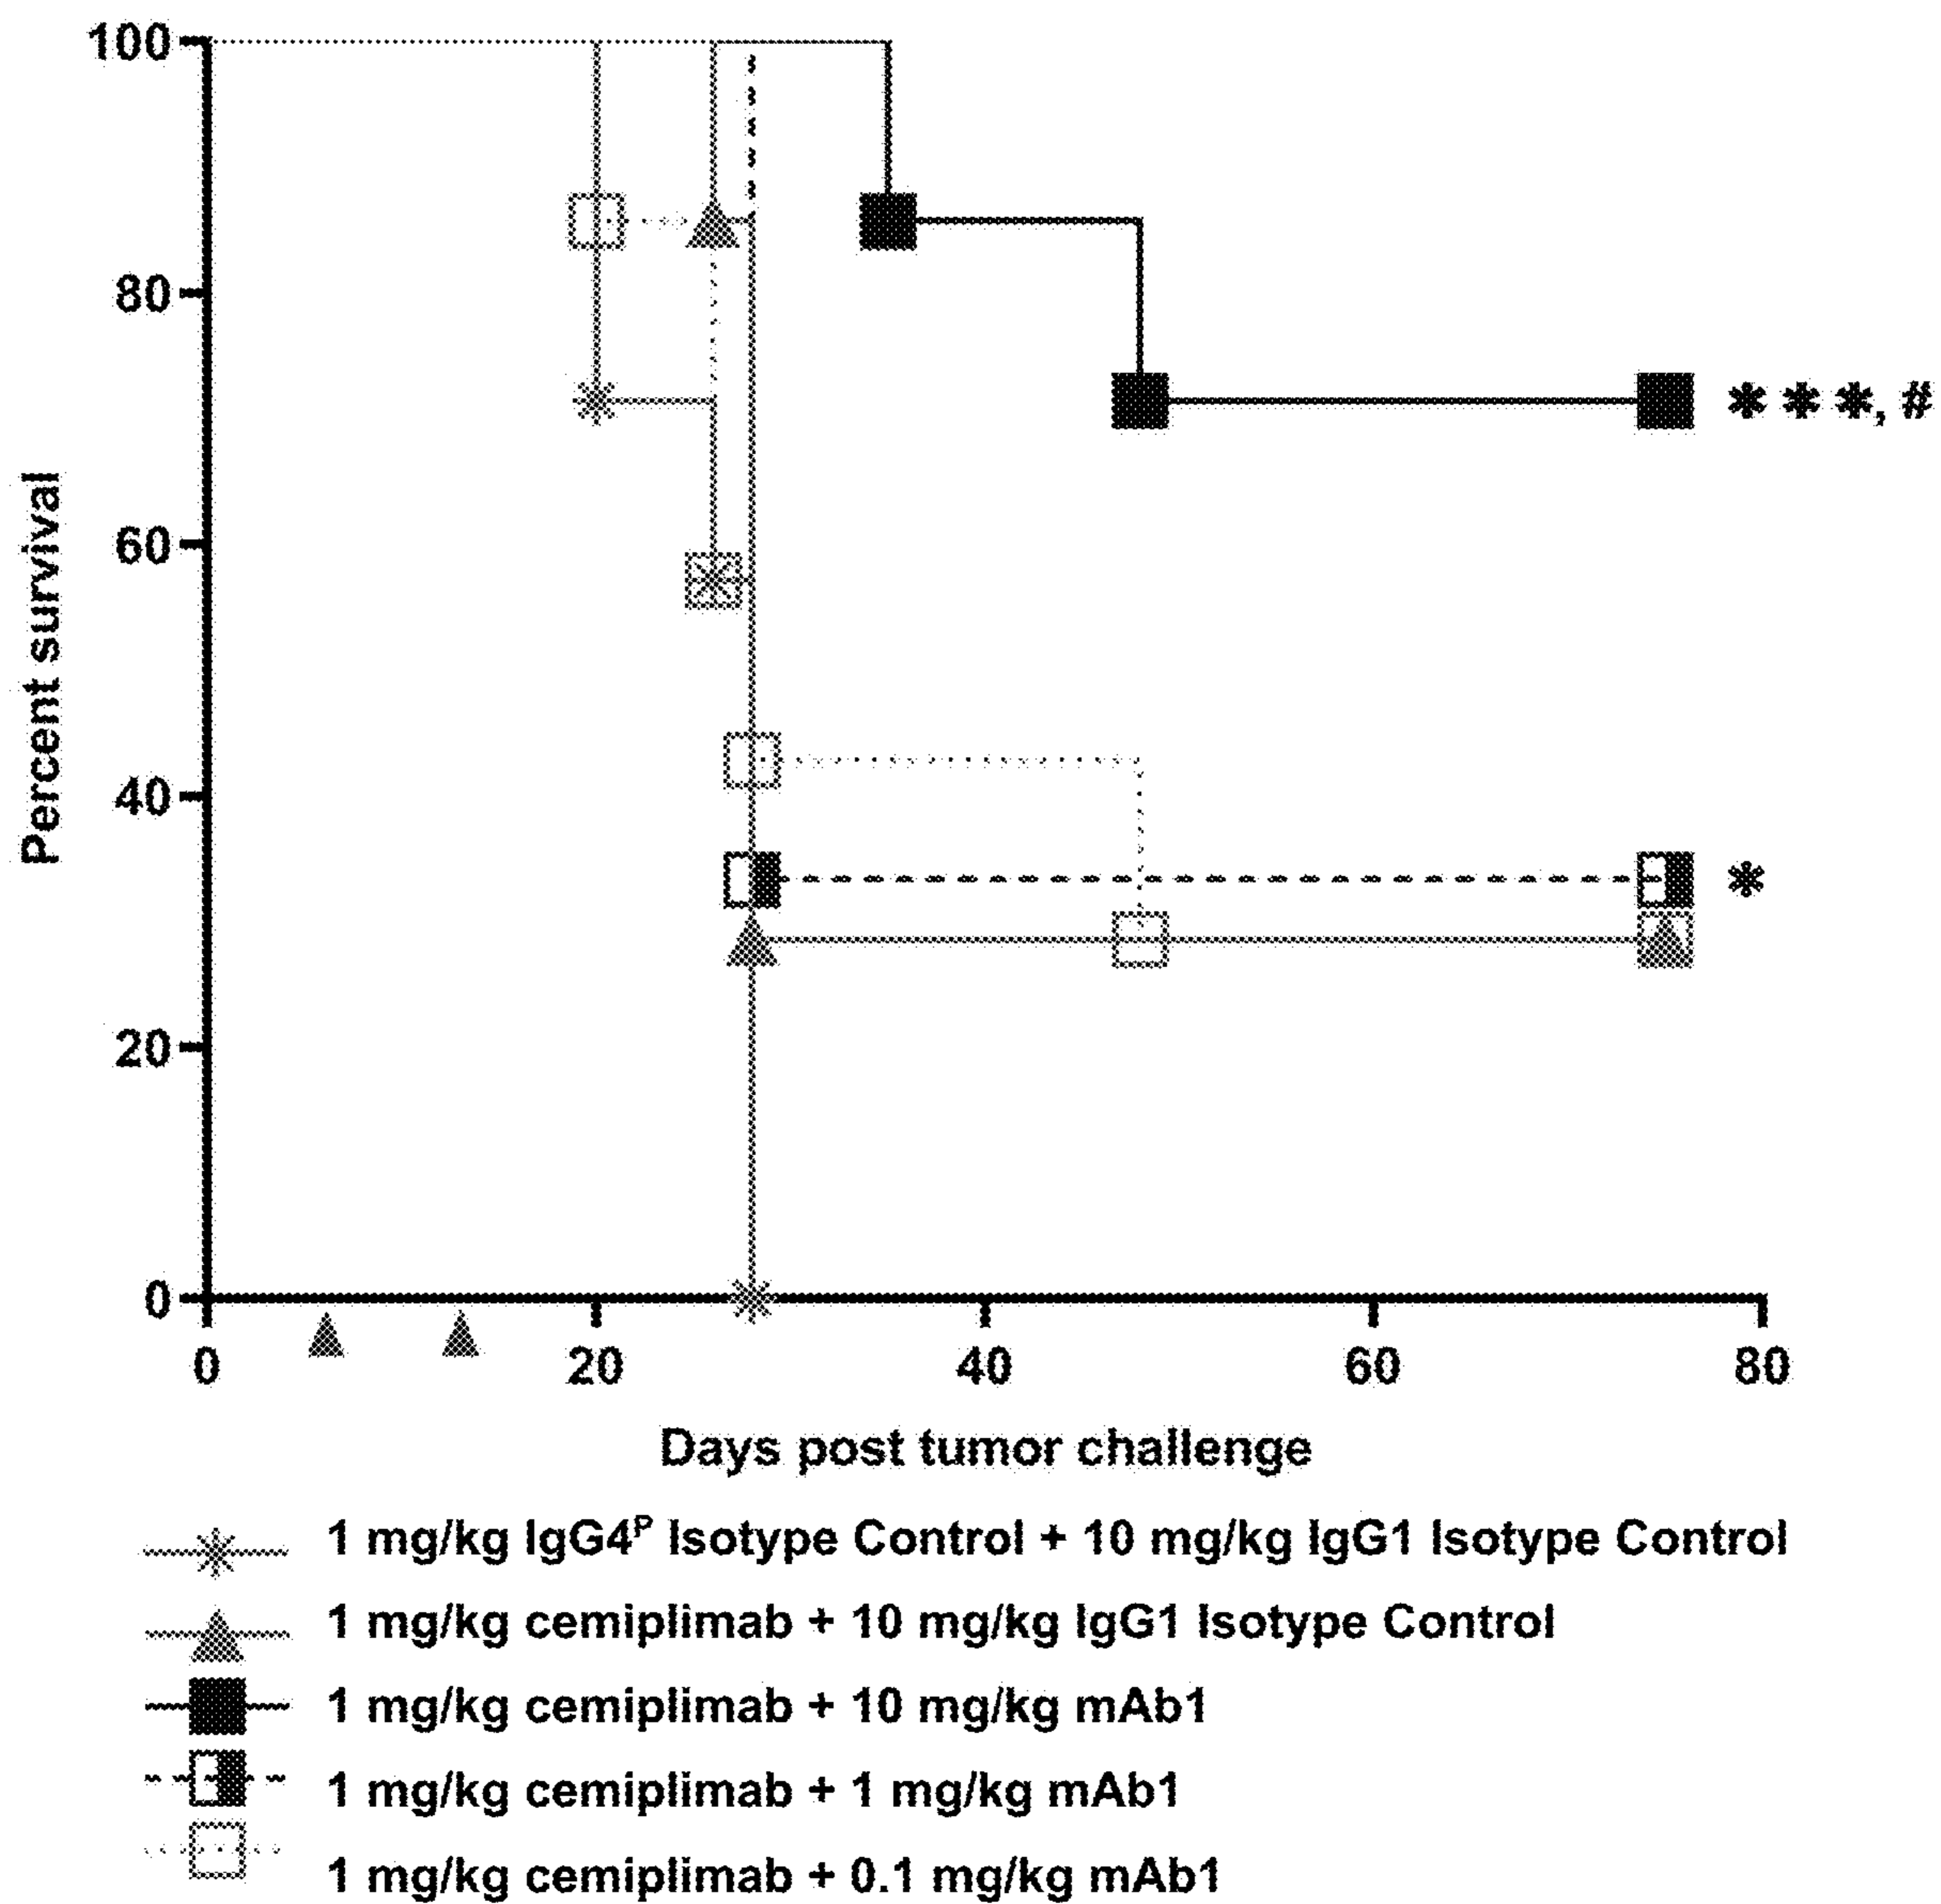 Percent survival
100
80
60
40
20
0
✱ ✱ ✱, #
✱
0 20 40 60 80
Days post tumor challenge
1 mg/kg IgG4ᴾ Isotype Control + 10 mg/kg IgG1 Isotype Control
1 mg/kg cemiplimab + 10 mg/kg IgG1 Isotype Control
1 mg/kg cemiplimab + 10 mg/kg mAb1
1 mg/kg cemiplimab + 1 mg/kg mAb1
1 mg/kg cemiplimab + 0.1 mg/kg mAb1